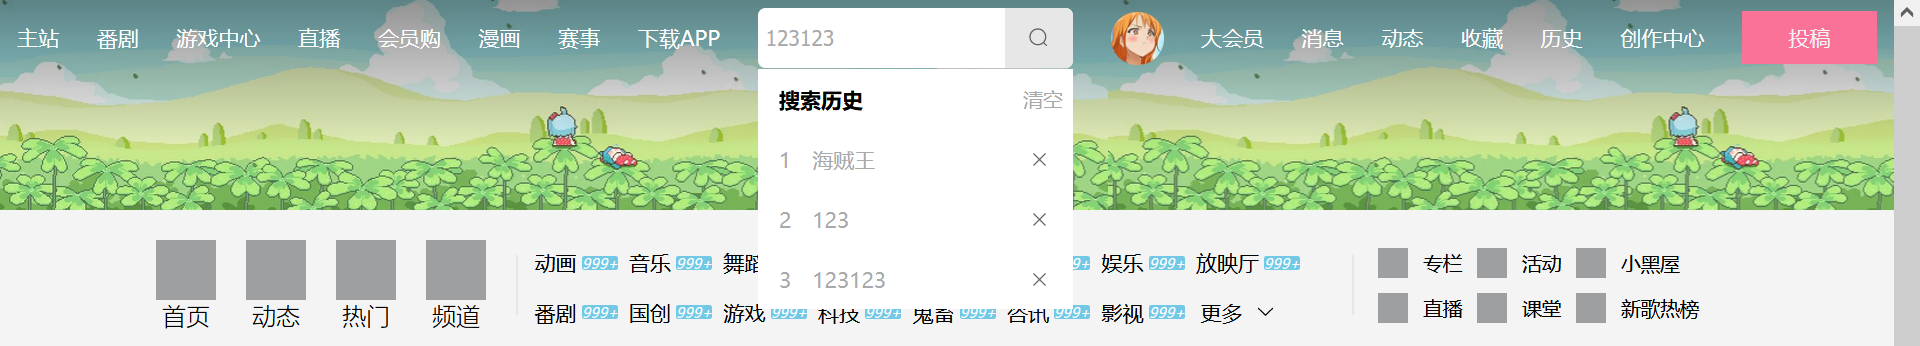 主站 番剧 游戏中心 直播 会员购 漫画 赛事 下载APP 123123 大会员 消息 动态 收藏 历史 创作中心 投稿
搜索历史 清空
1 海贼王
2 123
3 123123
首页 动态 热门 频道
动画 999+ 音乐 999+ 舞蹈 娱乐 999+ 放映厅 999+
番剧 999+ 国创 999+ 游戏 999+ 科技 999+ 鬼畜 999+ 咨讯 999+ 影视 999+ 更多
专栏 活动 小黑屋
直播 课堂 新歌热榜